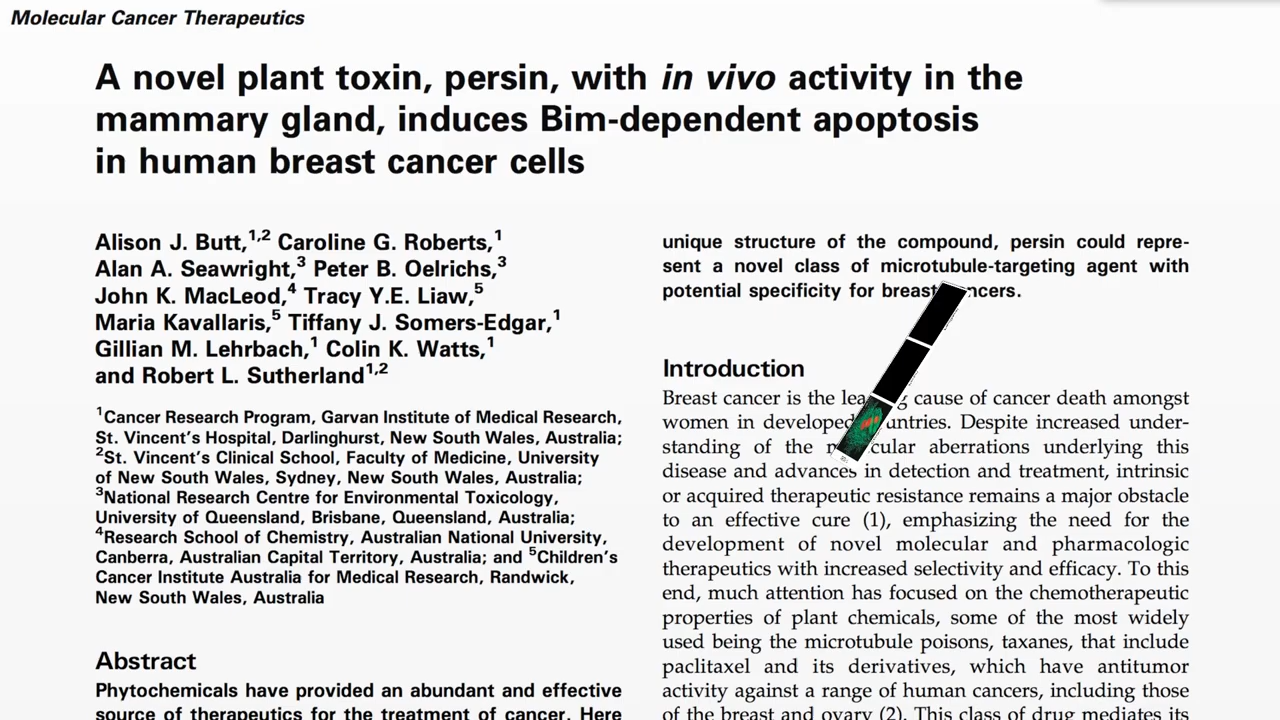 Molecular Cancer Therapeutics
A novel plant toxin, persin, with in vivo activity in the
mammary gland, induces Bim-dependent apoptosis
in human breast cancer cells
Alison J. Butt,1,2 Caroline G. Roberts,1
Alan A. Seawright,3 Peter B. Oelrichs,3
John K. MacLeod,4 Tracy Y.E. Liaw,5
Maria Kavallaris,5 Tiffany J. Somers-Edgar,1
Gillian M. Lehrbach,1 Colin K. Watts,1
and Robert L. Sutherland1,2
1Cancer Research Program, Garvan Institute of Medical Research,
St. Vincent's Hospital, Darlinghurst, New South Wales, Australia;
2St. Vincent's Clinical School, Faculty of Medicine, University
of New South Wales, Sydney, New South Wales, Australia;
3National Research Centre for Environmental Toxicology,
University of Queensland, Brisbane, Queensland, Australia;
4Research School of Chemistry, Australian National University,
Canberra, Australian Capital Territory, Australia; and 5Children's
Cancer Institute Australia for Medical Research, Randwick,
New South Wales, Australia
Abstract
Phytochemicals have provided an abundant and effective
source of therapeutics for the treatment of cancer. Here
unique structure of the compound, persin could repre-
sent a novel class of microtubule-targeting agent with
potential specificity for breast
Introduction
Breast cancer is the cause of cancer death amongst
women in developed Despite increased under-
standing of the aberrations underlying this
disease and advances in detection and treatment, intrinsic
or acquired therapeutic resistance remains a major obstacle
to an effective cure (1), emphasizing the need for the
development of novel molecular and pharmacologic
therapeutics with increased selectivity and efficacy. To this
end, much attention has focused on the chemotherapeutic
properties of plant chemicals, some of the most widely
used being the microtubule poisons, taxanes, that include
paclitaxel and its derivatives, which have antitumor
activity against a range of human cancers, including those
of the breast and ovary (2). This class of drug mediates its